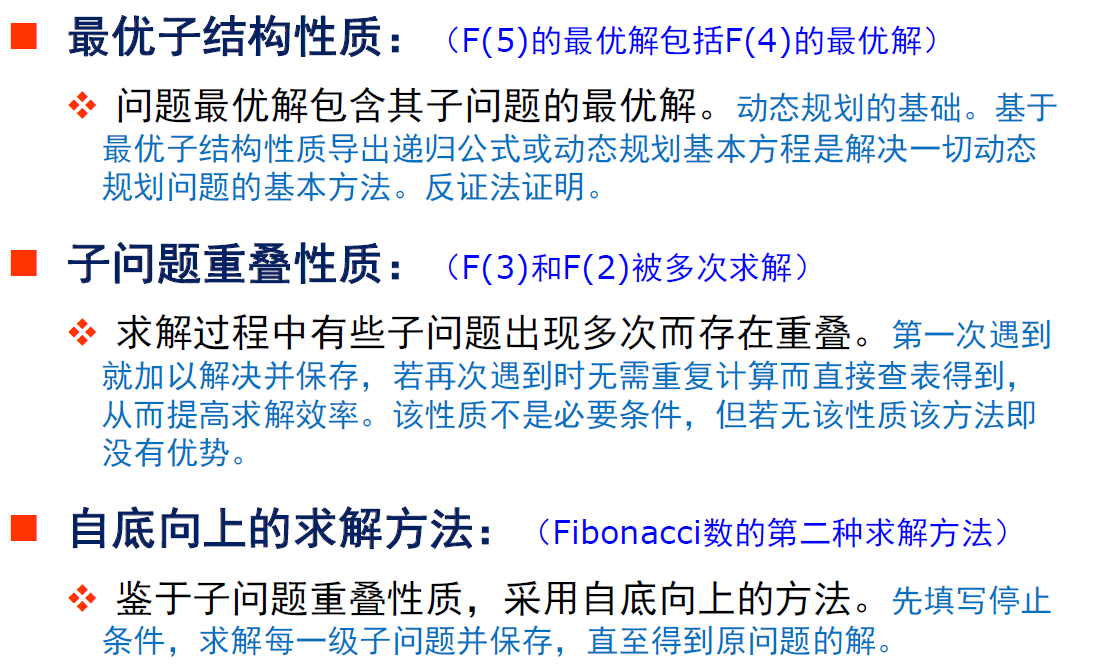 最优子结构性质：（F(5)的最优解包括F(4)的最优解）
问题最优解包含其子问题的最优解。动态规划的基础。基于
最优子结构性质导出递归公式或动态规划基本方程是解决一切动态
规划问题的基本方法。反证法证明。
子问题重叠性质：（F(3)和F(2)被多次求解）
求解过程中有些子问题出现多次而存在重叠。第一次遇到
就加以解决并保存，若再次遇到时无需重复计算而直接查表得到，
从而提高求解效率。该性质不是必要条件，但若无该性质该方法即
没有优势。
自底向上的求解方法：（Fibonacci数的第二种求解方法）
鉴于子问题重叠性质，采用自底向上的方法。先填写停止
条件，求解每一级子问题并保存，直至得到原问题的解。